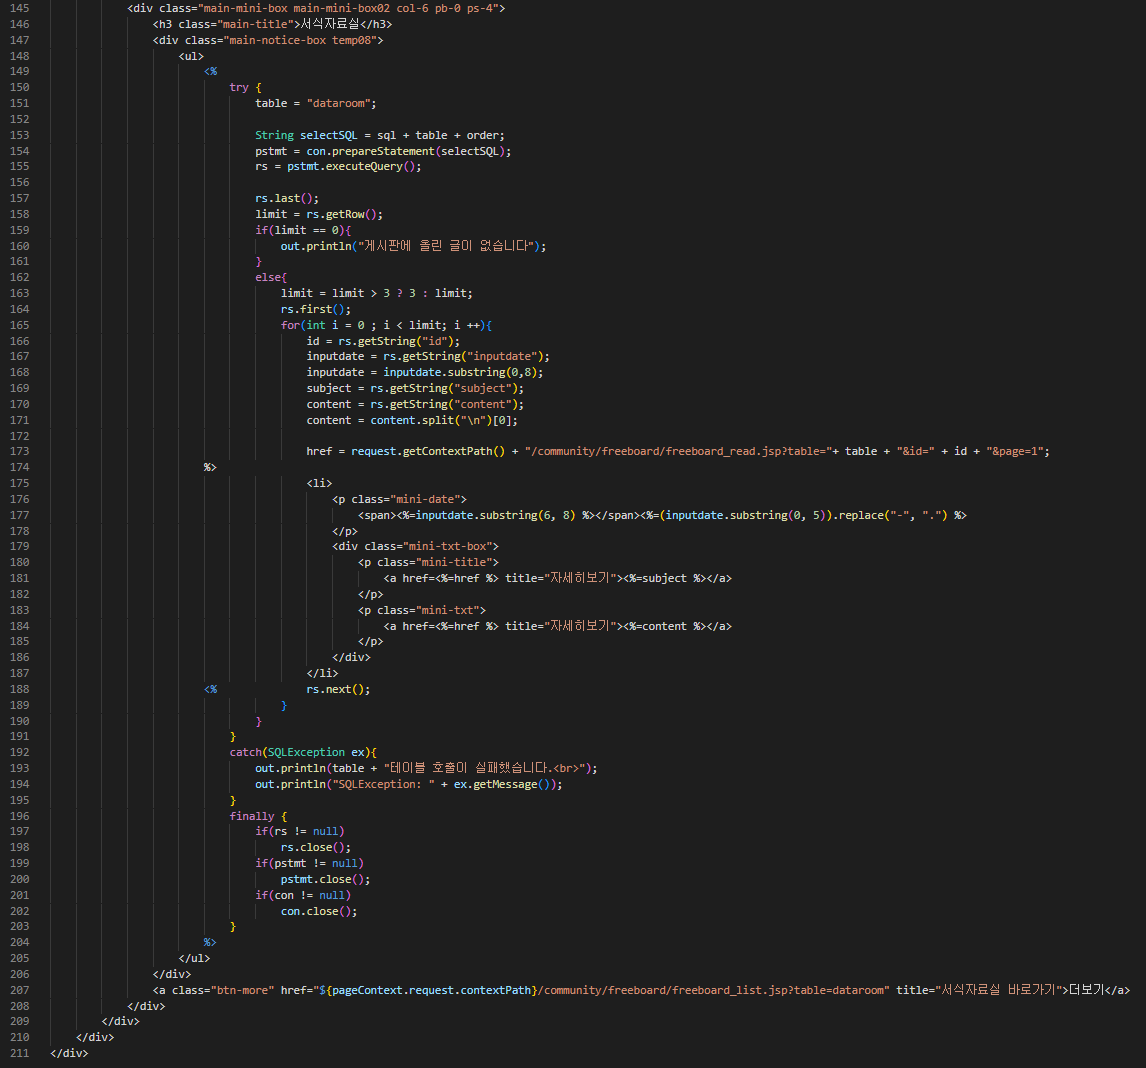 145 <div class="main-mini-box main-mini-box02 col-6 pb-0 ps-4">
146 <h3 class="main-title">서식자료실</h3>
147 <div class="main-notice-box temp08">
148 <ul>
149 <%
150 try {
151 table = "dataroom";
152
153 String selectSQL = sql + table + order;
154 pstmt = con.prepareStatement(selectSQL);
155 rs = pstmt.executeQuery();
156
157 rs.last();
158 limit = rs.getRow();
159 if(limit == 0){
160 out.println("게시판에 올린 글이 없습니다");
161 }
162 else{
163 limit = limit > 3 ? 3 : limit;
164 rs.first();
165 for(int i = 0 ; i < limit; i ++){
166 id = rs.getString("id");
167 inputdate = rs.getString("inputdate");
168 inputdate = inputdate.substring(0,8);
169 subject = rs.getString("subject");
170 content = rs.getString("content");
171 content = content.split("\n")[0];
172
173 href = request.getContextPath() + "/community/freeboard/freeboard_read.jsp?table="+ table + "&id=" + id + "&page=1";
174 %>
175 <li>
176 <p class="mini-date">
177 <span><%=inputdate.substring(6, 8) %></span><%=(inputdate.substring(0, 5)).replace("-", ".") %>
178 </p>
179 <div class="mini-txt-box">
180 <p class="mini-title">
181 <a href=<%=href %> title="자세히보기"><%=subject %></a>
182 </p>
183 <p class="mini-txt">
184 <a href=<%=href %> title="자세히보기"><%=content %></a>
185 </p>
186 </div>
187 </li>
188 <% rs.next();
189 }
190 }
191 }
192 catch(SQLException ex){
193 out.println(table + "테이블 호출이 실패했습니다.<br>");
194 out.println("SQLException: " + ex.getMessage());
195 }
196 finally {
197 if(rs != null)
198 rs.close();
199 if(pstmt != null)
200 pstmt.close();
201 if(con != null)
202 con.close();
203 }
204 %>
205 </ul>
206 </div>
207 <a class="btn-more" href="${pageContext.request.contextPath}/community/freeboard/freeboard_list.jsp?table=dataroom" title="서식자료실 바로가기">더보기</a>
208 </div>
209 </div>
210 </div>
211 </div>